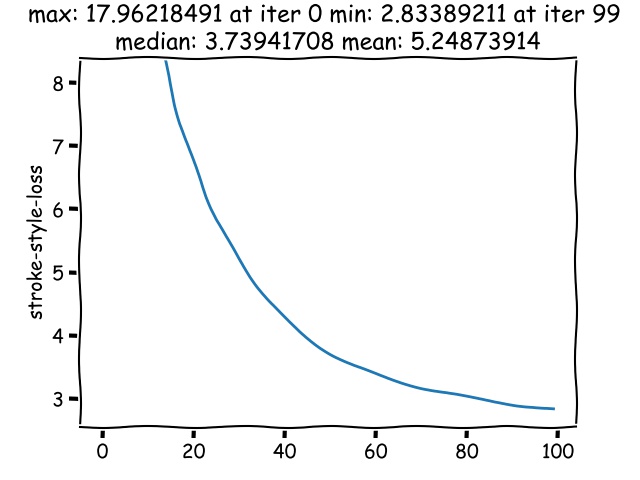 max: 17.96218491 at iter 0 min: 2.83389211 at iter 99
median: 3.73941708 mean: 5.24873914
stroke-style-loss
8
7
6
5
4
3
0 20 40 60 80 100